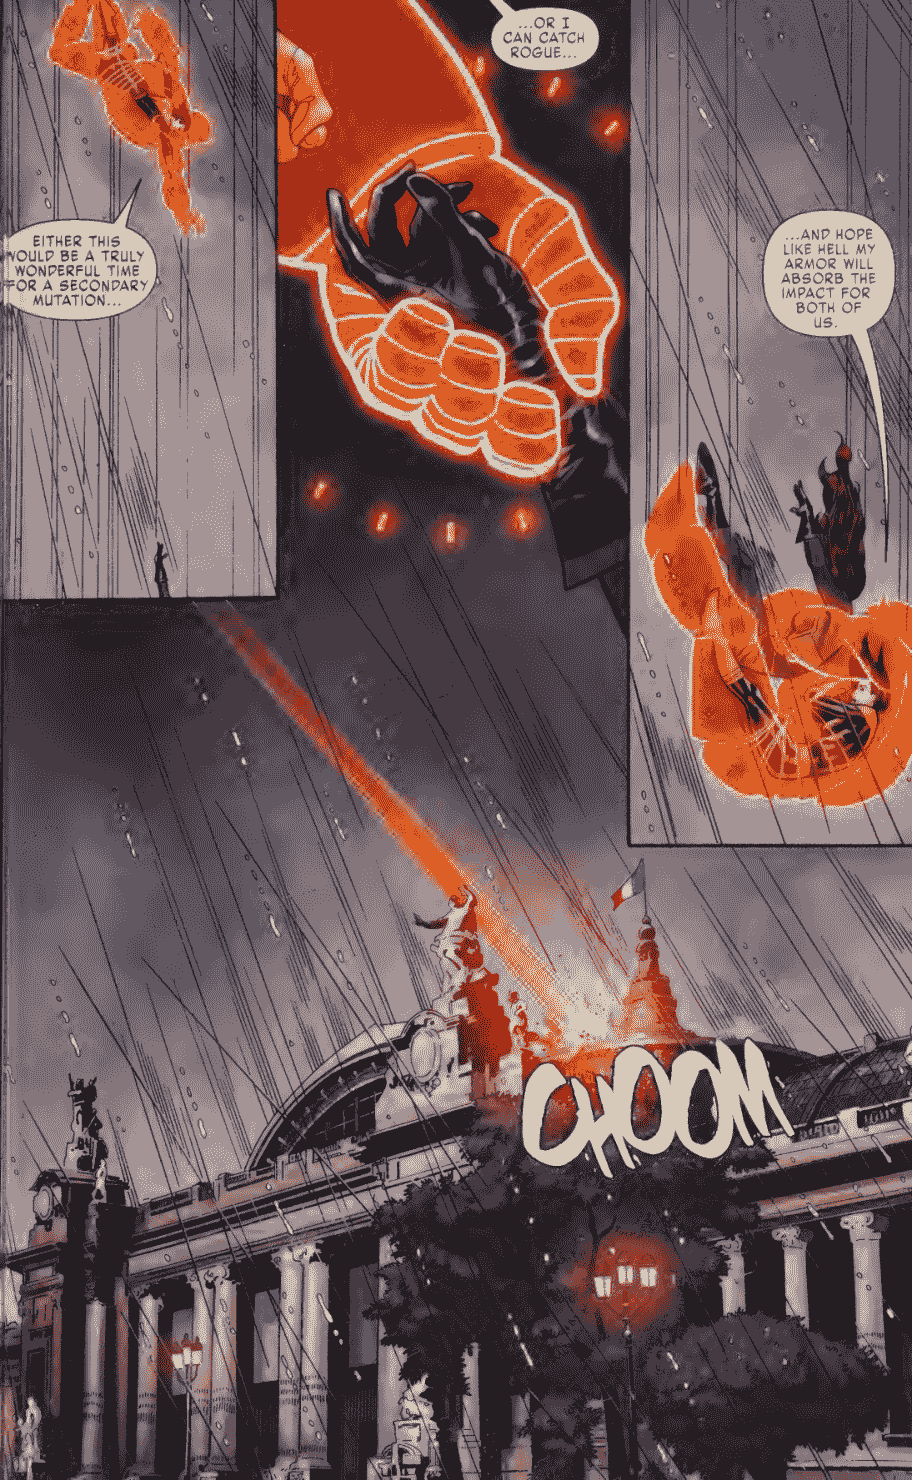 EITHER THIS
WOULD BE A TRULY
WONDERFUL TIME
FOR A SECONDARY
MUTATION...
...OR I
CAN CATCH
ROGUE...
...AND HOPE
LIKE HELL MY
ARMOR WILL
ABSORB THE
IMPACT FOR
BOTH OF
US.
CHOOM